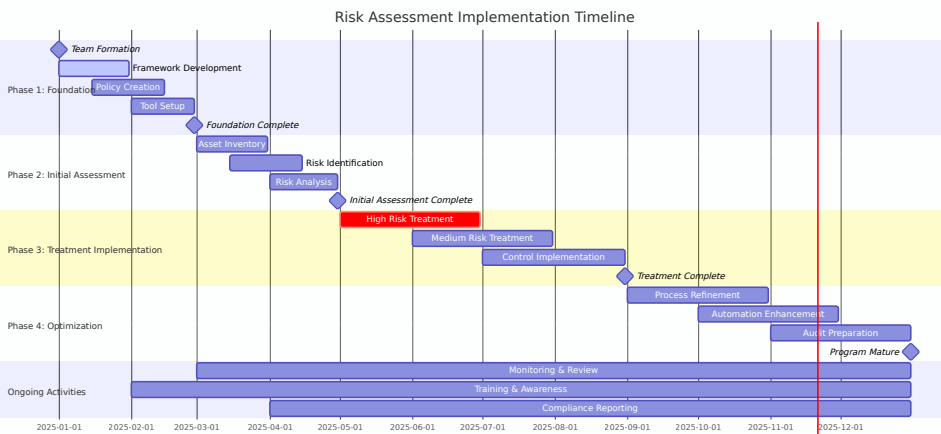 Risk Assessment Implementation Timeline
Team Formation
Framework Development
Phase 1: Foundation
Policy Creation
Tool Setup
Foundation Complete
Asset Inventory
Risk Identification
Phase 2: Initial Assessment
Risk Analysis
Initial Assessment Complete
High Risk Treatment
Medium Risk Treatment
Phase 3: Treatment Implementation
Control Implementation
Treatment Complete
Process Refinement
Automation Enhancement
Phase 4: Optimization
Audit Preparation
Program Mature
Monitoring & Review
Ongoing Activities
Training & Awareness
Compliance Reporting
2025-01-01 2025-02-01 2025-03-01 2025-04-01 2025-05-01 2025-06-01 2025-07-01 2025-08-01 2025-09-01 2025-10-01 2025-11-01 2025-12-01